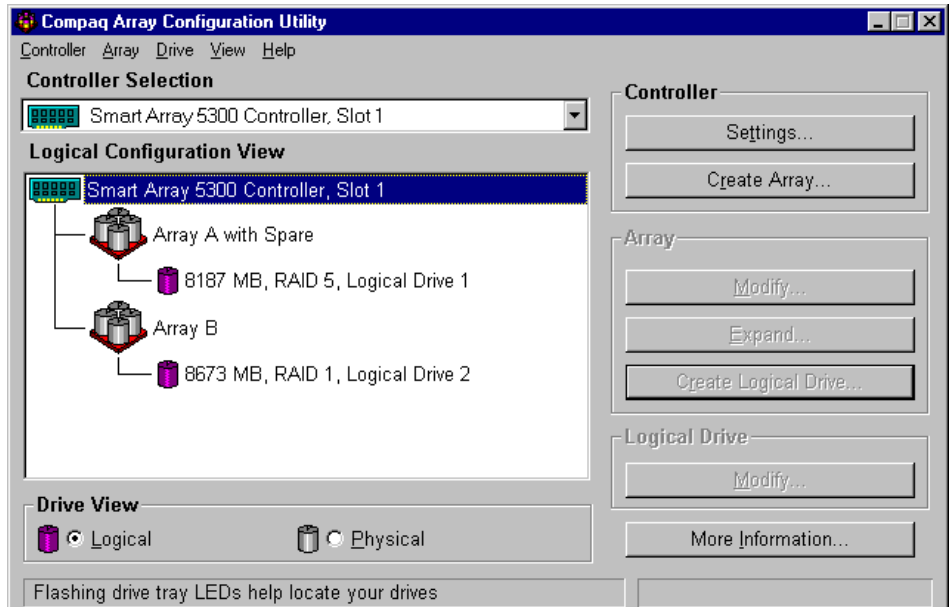 Compaq Array Configuration Utility
Controller Array Drive View Help
Controller Selection
Smart Array 5300 Controller, Slot 1
Logical Configuration View
Smart Array 5300 Controller, Slot 1
Array A with Spare
8187 MB, RAID 5, Logical Drive 1
Array B
8673 MB, RAID 1, Logical Drive 2
Drive View
Logical
Physical
Controller
Settings...
Create Array...
Array
Modify...
Expand...
Create Logical Drive...
Logical Drive
Modify...
More Information...
Flashing drive tray LEDs help locate your drives